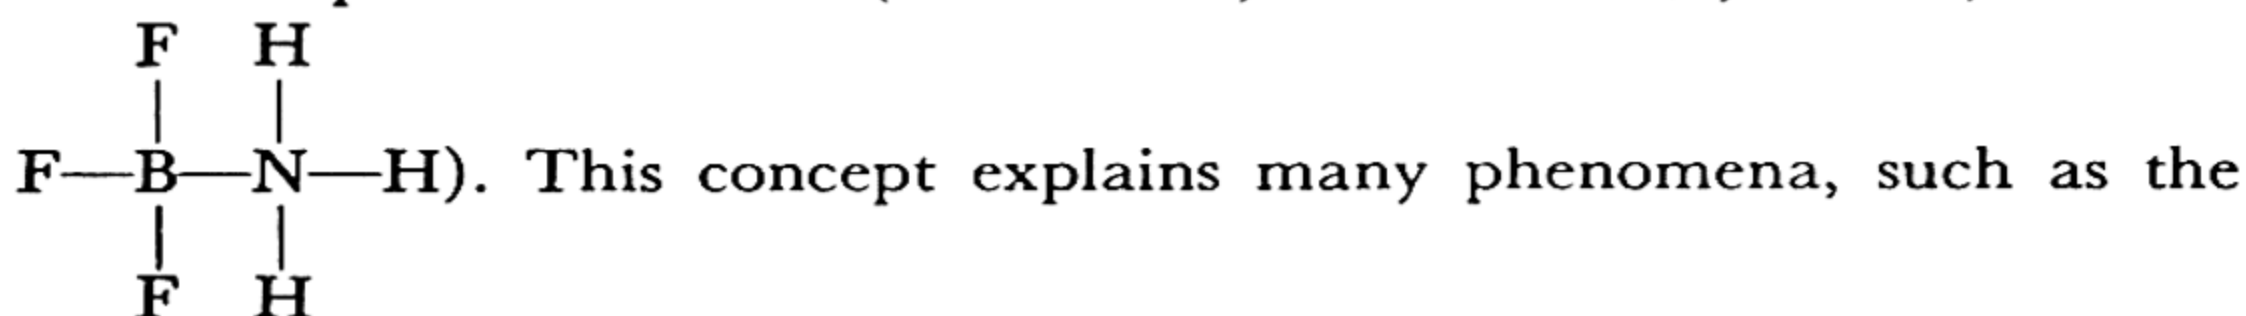 F H
F—B—N—H). This concept explains many phenomena, such as the
F H